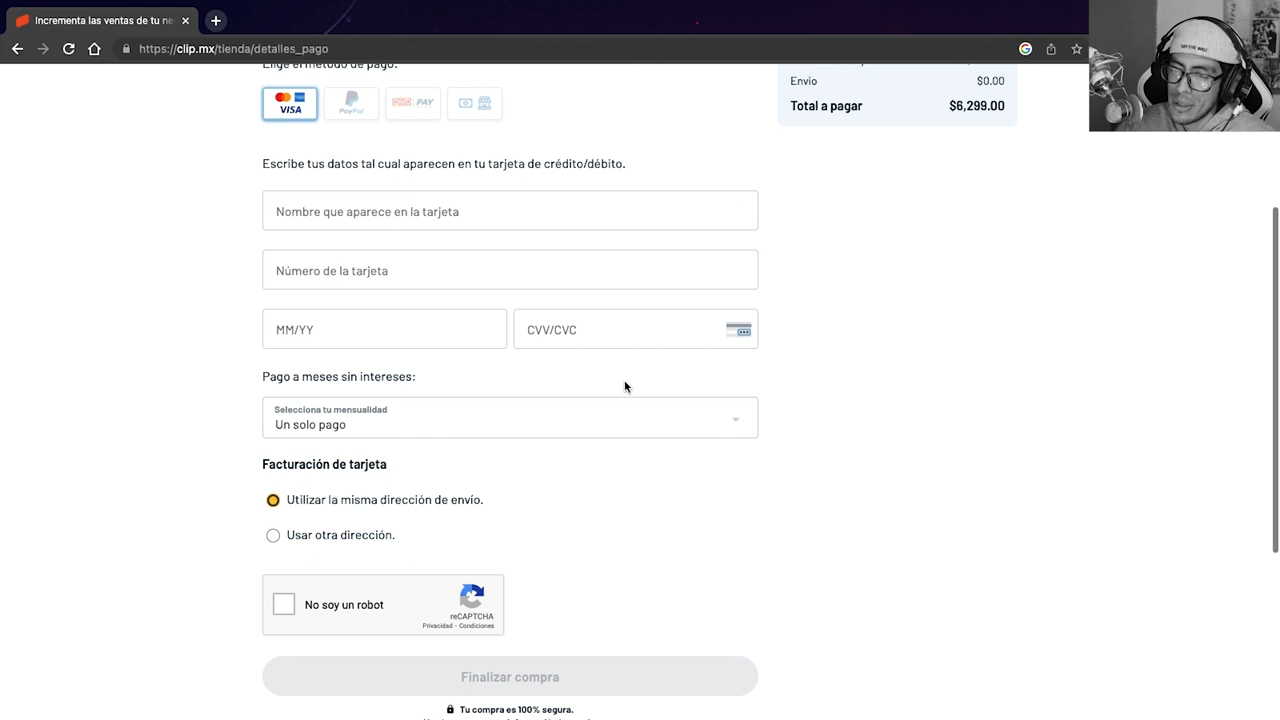 Incrementa las ventas de tu ne
https://clip.mx/tienda/detalles_pago
Elige el método de pago:
VISA
PayPal
OXXO PAY
Envio $0.00
Total a pagar $6,299.00
Escribe tus datos tal cual aparecen en tu tarjeta de crédito/débito.
Nombre que aparece en la tarjeta
Número de la tarjeta
MM/YY
CVV/CVC
Pago a meses sin intereses:
Selecciona tu mensualidad
Un solo pago
Facturación de tarjeta
Utilizar la misma dirección de envío.
Usar otra dirección.
No soy un robot
reCAPTCHA
Privacidad - Condiciones
Finalizar compra
Tu compra es 100% segura.